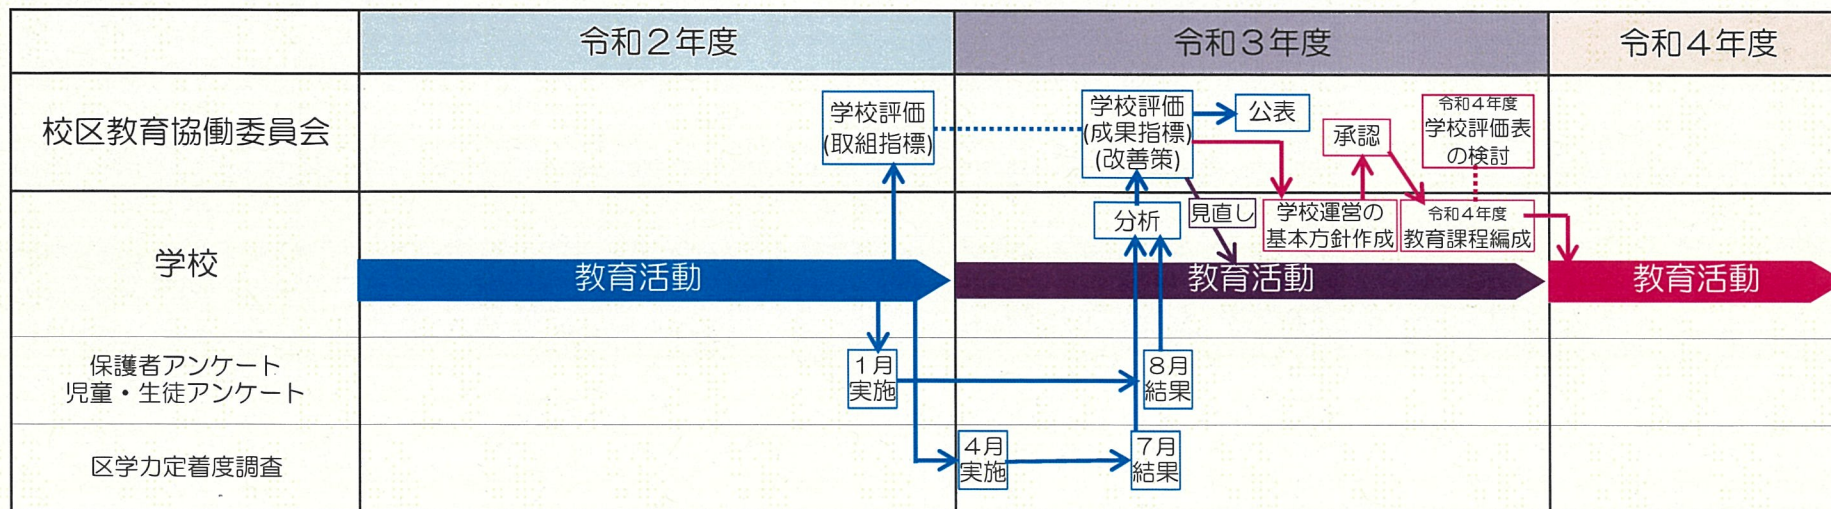 令和2年度
令和3年度
令和4年度
校区教育協働委員会
学校評価
(取組指標)
学校評価
(成果指標)
(改善策)
公表
承認
令和4年度
学校評価表
の検討
学校
教育活動
分析
見直し
学校運営の
基本方針作成
令和4年度
教育課程編成
教育活動
教育活動
保護者アンケート
児童・生徒アンケート
1月
実施
8月
結果
区学力定着度調査
4月
実施
7月
結果